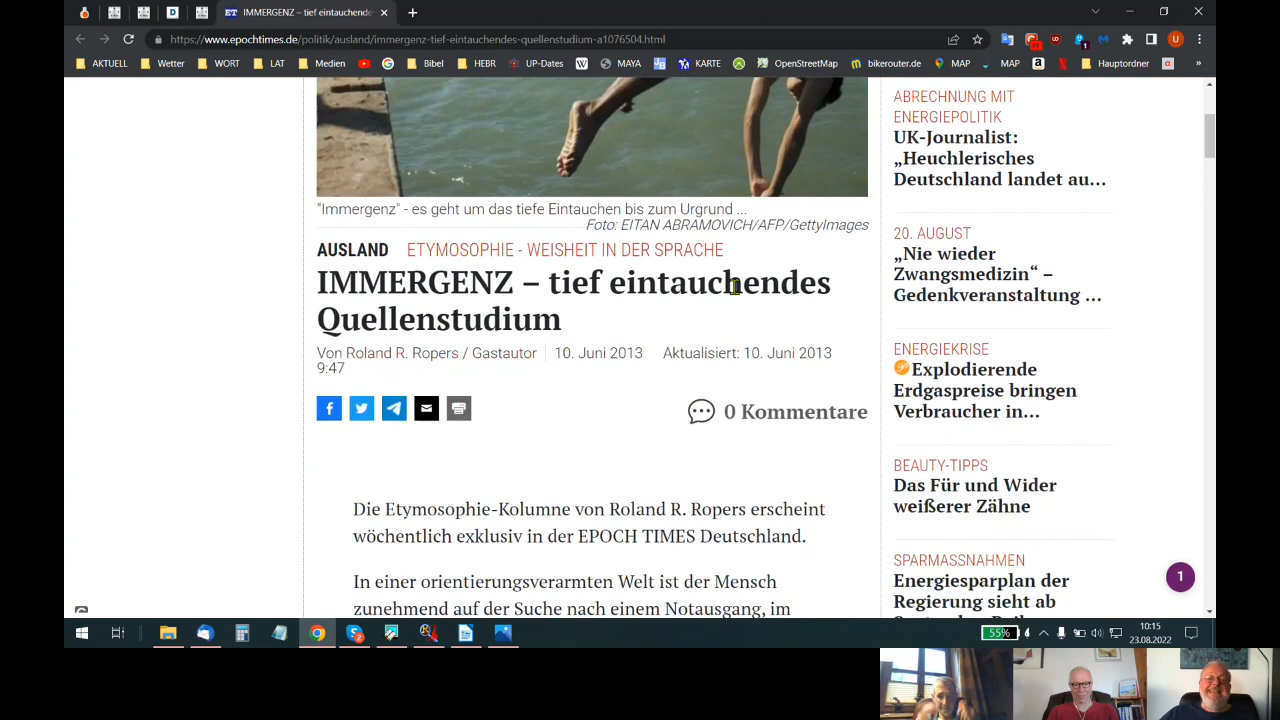 IMMERGENZ – tief eintauchende
https://www.epochtimes.de/politik/ausland/immergenz-tief-eintauchendes-quellenstudium-a1076504.html
AKTUELL Wetter WORT LAT Medien G Bibel HEBR UP-Dates MAYA KARTE OpenStreetMap bikerouter.de MAP MAP Hauptordner
"Immergenz" - es geht um das tiefe Eintauchen bis zum Urgrund ...
Foto: EITAN ABRAMOVICH/AFP/GettyImages
AUSLAND ETYMOSOPHIE - WEISHEIT IN DER SPRACHE
IMMERGENZ – tief eintauchendes
Quellenstudium
Von Roland R. Ropers / Gastautor 10. Juni 2013 Aktualisiert: 10. Juni 2013
9:47
0 Kommentare
Die Etymosophie-Kolumne von Roland R. Ropers erscheint
wöchentlich exklusiv in der EPOCH TIMES Deutschland.
In einer orientierungsverarmten Welt ist der Mensch
zunehmend auf der Suche nach einem Notausgang, im
ABRECHNUNG MIT
ENERGIEPOLITIK
UK-Journalist:
„Heuchlerisches
Deutschland landet au...
20. AUGUST
„Nie wieder
Zwangsmedizin“ –
Gedenkveranstaltung ...
ENERGIEKRISE
Explodierende
Erdgaspreise bringen
Verbraucher in...
BEAUTY-TIPPS
Das Für und Wider
weißerer Zähne
SPARMASSNAHMEN
Energiesparplan der
Regierung sieht ab
1
55%
10:15
23.08.2022